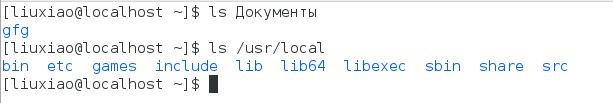 [liuxiao@localhost ~]$ ls Документы
gfg
[liuxiao@localhost ~]$ ls /usr/local
bin  etc  games  include  lib  lib64  libexec  sbin  share  src
[liuxiao@localhost ~]$